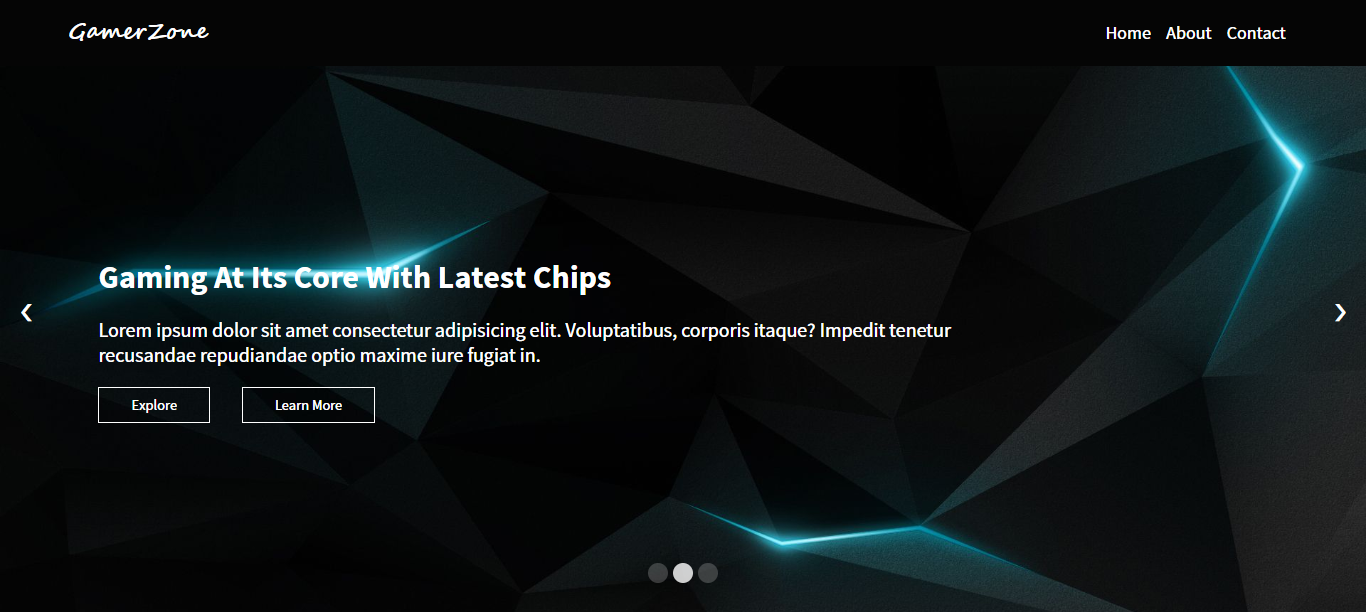 GamerZone
Home About Contact
Gaming At Its Core With Latest Chips
Lorem ipsum dolor sit amet consectetur adipisicing elit. Voluptatibus, corporis itaque? Impedit tenetur
recusandae repudiandae optio maxime iure fugiat in.
Explore Learn More